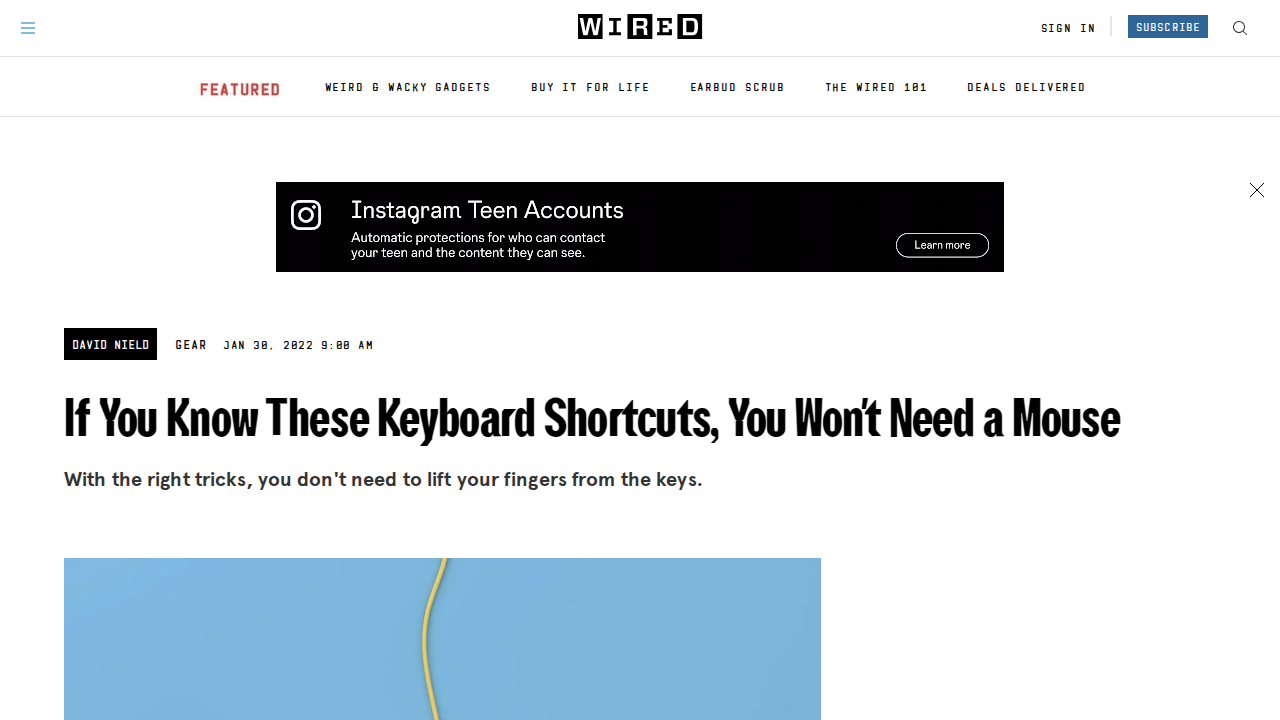 WIRED
SIGN IN
SUBSCRIBE
FEATURED
WEIRD & WACKY GADGETS
BUY IT FOR LIFE
EARBUD SCRUB
THE WIRED 101
DEALS DELIVERED
Instagram Teen Accounts
Automatic protections for who can contact
your teen and the content they can see.
Learn more
DAVID NIELD
GEAR
JAN 30, 2022 9:00 AM
If You Know These Keyboard Shortcuts, You Won't Need a Mouse
With the right tricks, you don't need to lift your fingers from the keys.